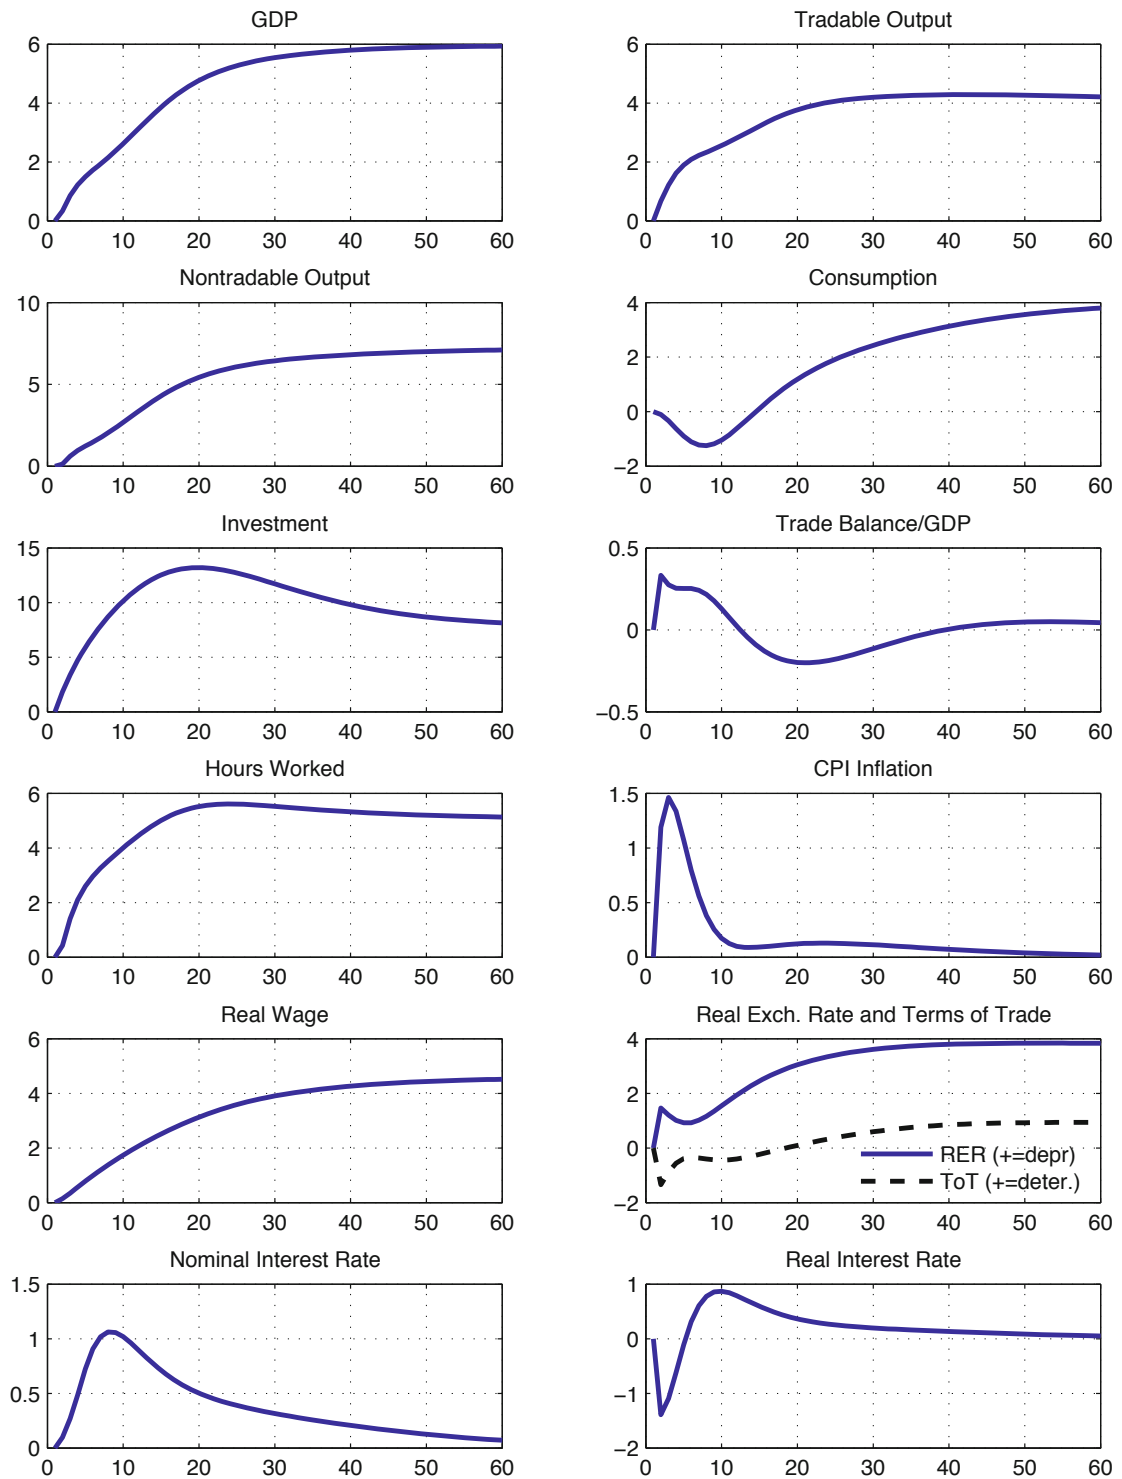 GDP
6
4
2
0
0 10 20 30 40 50 60
Tradable Output
6
4
2
0
0 10 20 30 40 50 60
Nontradable Output
10
5
0
0 10 20 30 40 50 60
Consumption
4
2
0
−2
0 10 20 30 40 50 60
Investment
15
10
5
0
0 10 20 30 40 50 60
Trade Balance/GDP
0.5
0
−0.5
0 10 20 30 40 50 60
Hours Worked
6
4
2
0
0 10 20 30 40 50 60
CPI Inflation
1.5
1
0.5
0
0 10 20 30 40 50 60
Real Wage
6
4
2
0
0 10 20 30 40 50 60
Real Exch. Rate and Terms of Trade
4
2
0
−2
RER (+=depr)
ToT (+=deter.)
0 10 20 30 40 50 60
Nominal Interest Rate
1.5
1
0.5
0
0 10 20 30 40 50 60
Real Interest Rate
1
0
−1
−2
0 10 20 30 40 50 60